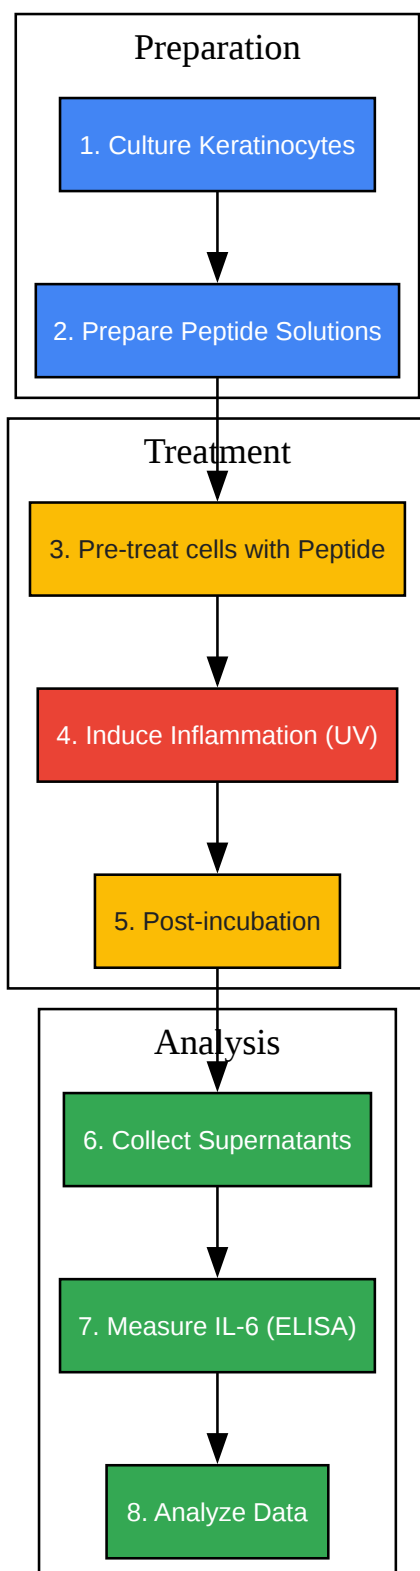 Preparation
1. Culture Keratinocytes
2. Prepare Peptide Solutions
Treatment
3. Pre-treat cells with Peptide
4. Induce Inflammation (UV)
5. Post-incubation
Analysis
6. Collect Supernatants
7. Measure IL-6 (ELISA)
8. Analyze Data